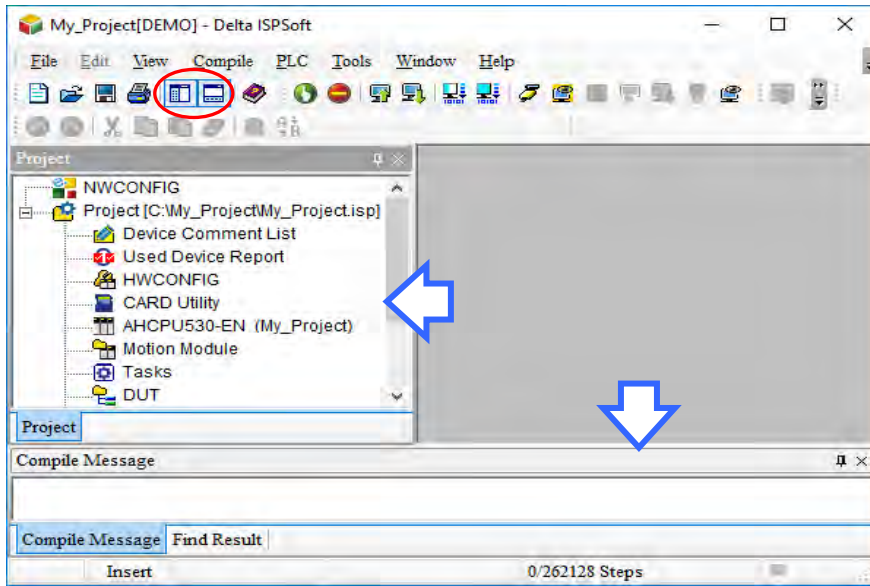 My_Project[DEMO] - Delta ISPSoft
File Edit View Compile PLC Tools Window Help
Project
NWCONFIG
Project [C:\My_Project\My_Project.isp]
Device Comment List
Used Device Report
HWCONFIG
CARD Utility
AHCPU530-EN (My_Project)
Motion Module
Tasks
DUT
Project
Compile Message
Compile Message Find Result
Insert 0/262128 Steps